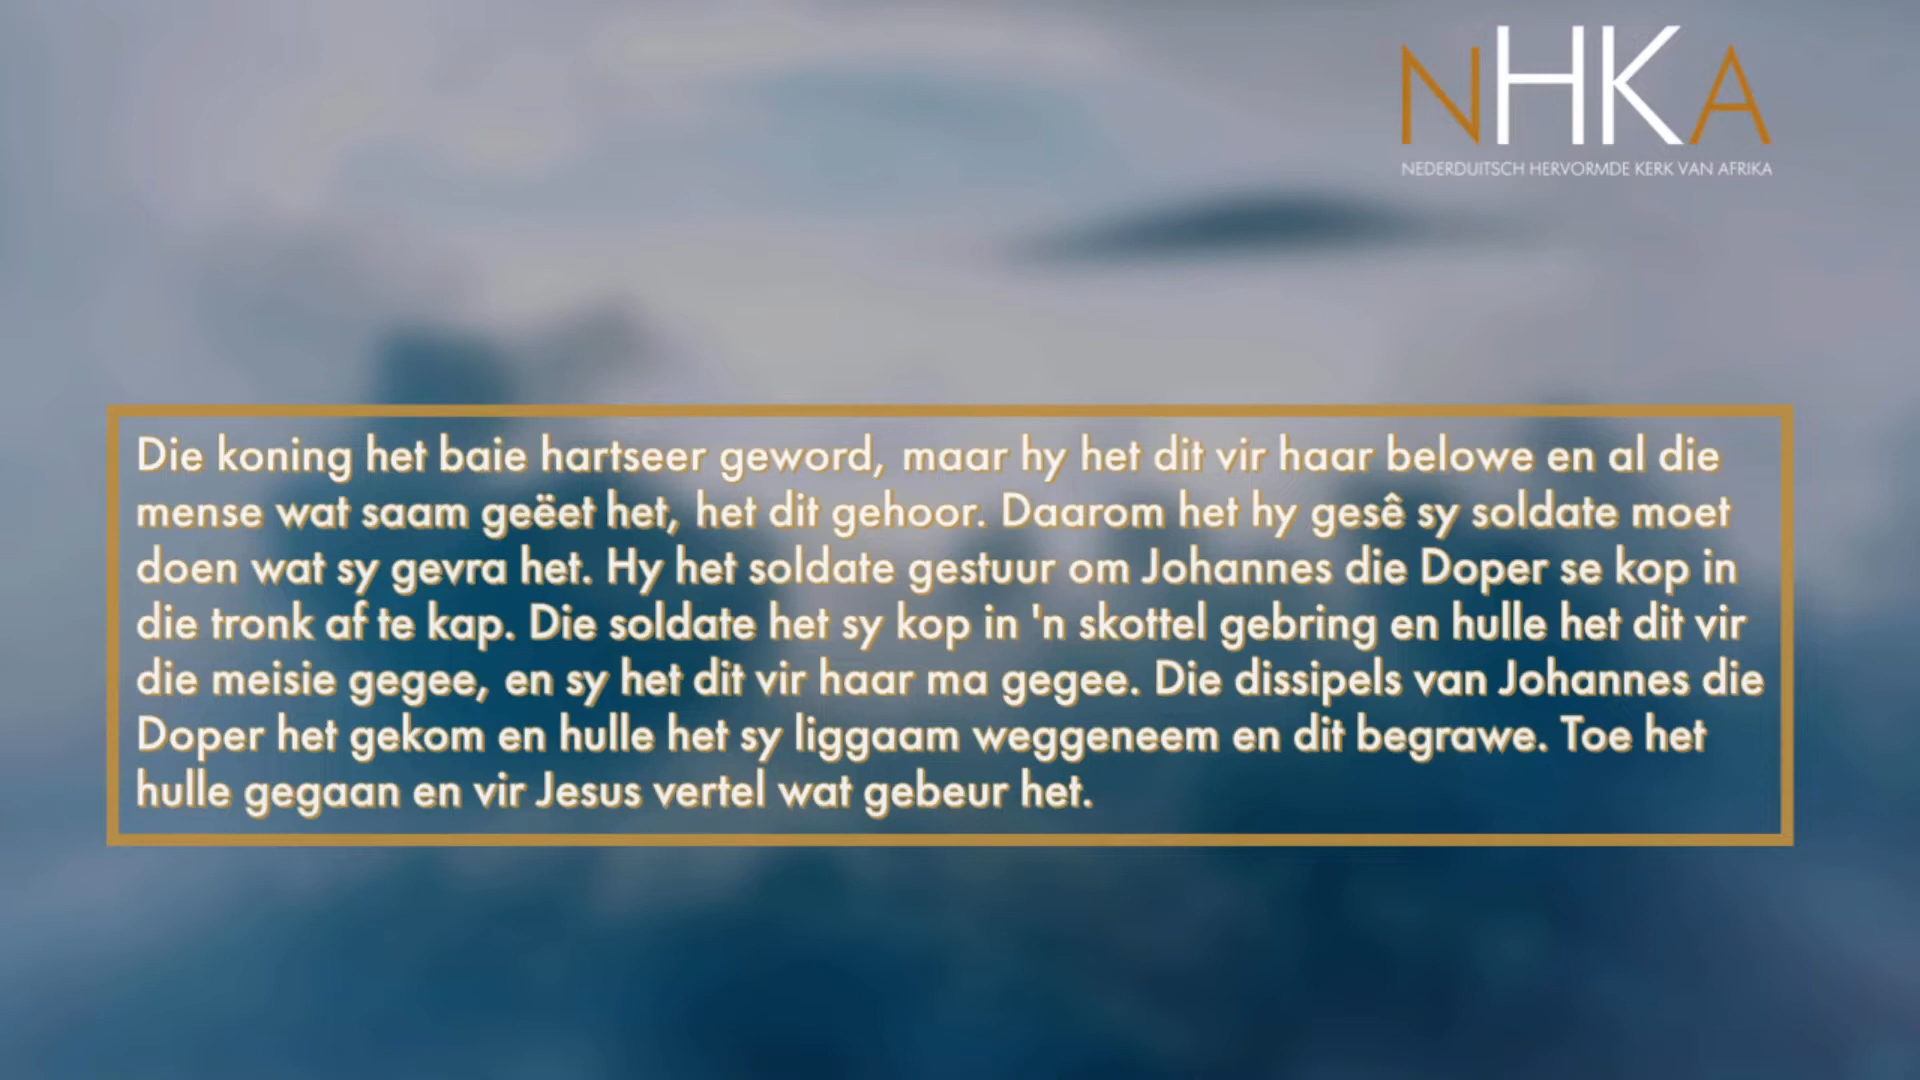 NHKA
NEDERDUITSCH HERVORMDE KERK VAN AFRIKA
Die koning het baie hartseer geword, maar hy het dit vir haar belowe en al die
mense wat saam geëet het, het dit gehoor. Daarom het hy gesê sy soldate moet
doen wat sy gevra het. Hy het soldate gestuur om Johannes die Doper se kop in
die tronk af te kap. Die soldate het sy kop in 'n skottel gebring en hulle het dit vir
die meisie gegee, en sy het dit vir haar ma gegee. Die dissipels van Johannes die
Doper het gekom en hulle het sy liggaam weggeneem en dit begrawe. Toe het
hulle gegaan en vir Jesus vertel wat gebeur het.